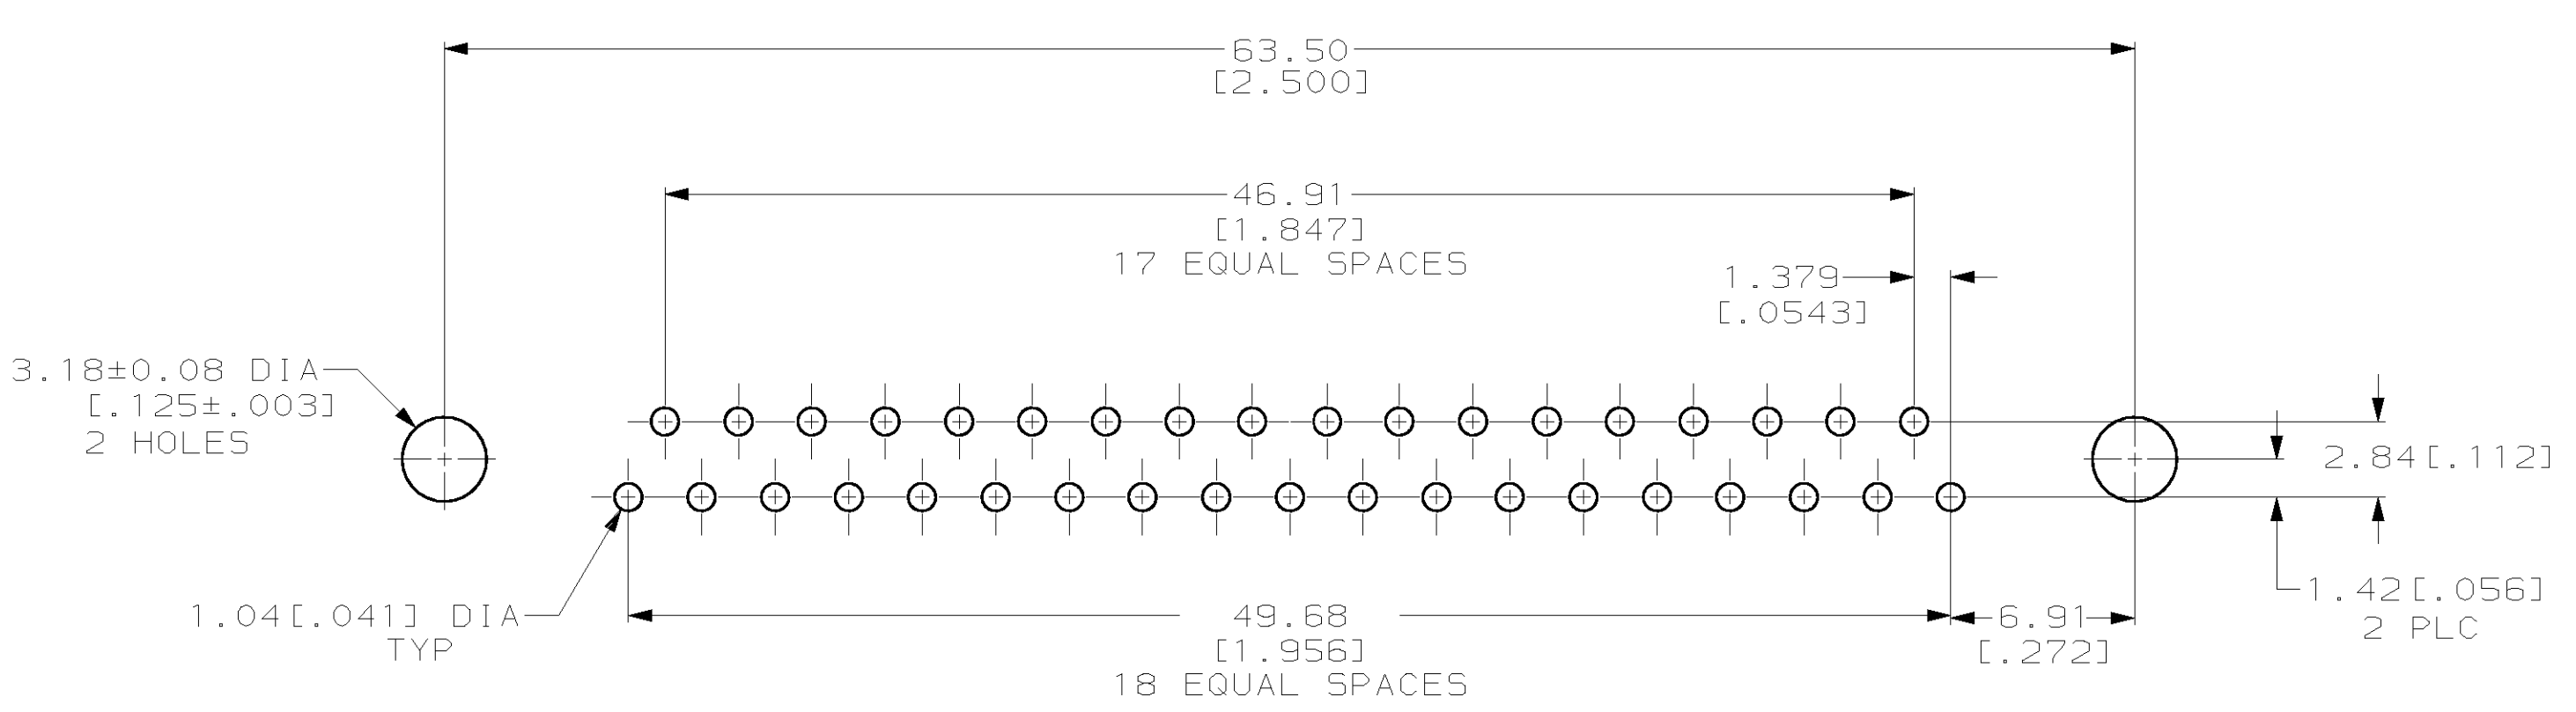 63.50
[2.500]
46.91
[1.847]
17 EQUAL SPACES
1.379
[.0543]
3.18±0.08 DIA
[.125±.003]
2 HOLES
2.84[.112]
1.42[.056]
2 PLC
1.04[.041] DIA
TYP
49.68
[1.956]
18 EQUAL SPACES
6.91
[.272]